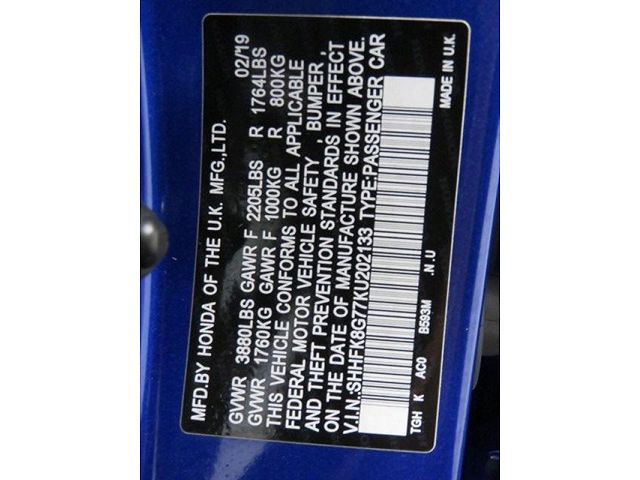 MFD.BY HONDA OF THE U.K. MFG.,LTD. 02/'19
GVWR 3880LBS GAWR F 2205LBS R 1764LBS
GVWR 1760KG GAWR F 1000KG R 800KG
THIS VEHICLE CONFORMS TO ALL APPLICABLE
FEDERAL MOTOR VEHICLE SAFETY , BUMPER ,
AND THEFT PREVENTION STANDARDS IN EFFECT
ON THE DATE OF MANUFACTURE SHOWN ABOVE.
V.I.N.:SHHFK8G77KU202133 TYPE:PASSENGER CAR
B593M .N.U
TGH K AC0 MADE IN U.K.